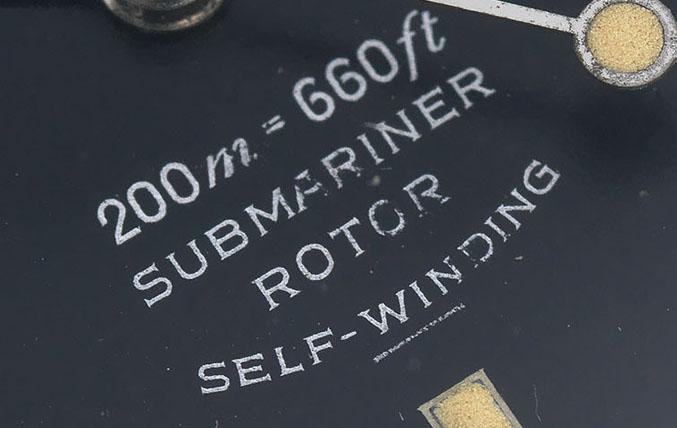 200m = 660ft
SUBMARINER
ROTOR
SELF-WINDING